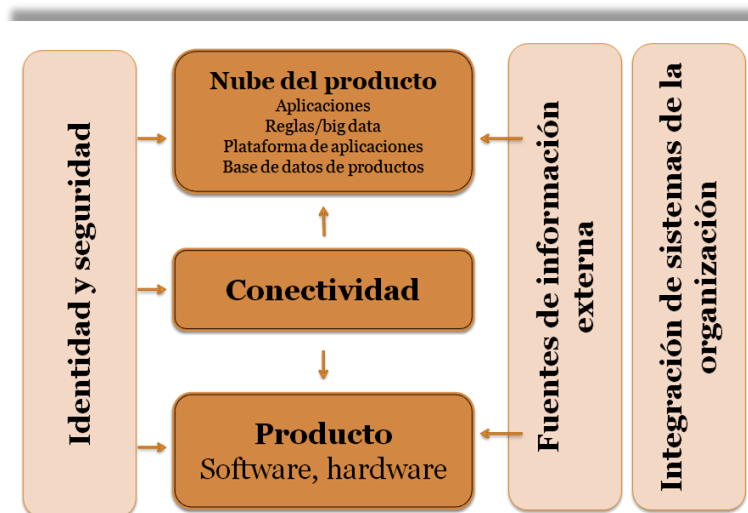 Identidad y seguridad
Nube del producto
Aplicaciones
Reglas/big data
Plataforma de aplicaciones
Base de datos de productos
Conectividad
Producto
Software, hardware
Fuentes de información
externa
Integración de sistemas de la
organización